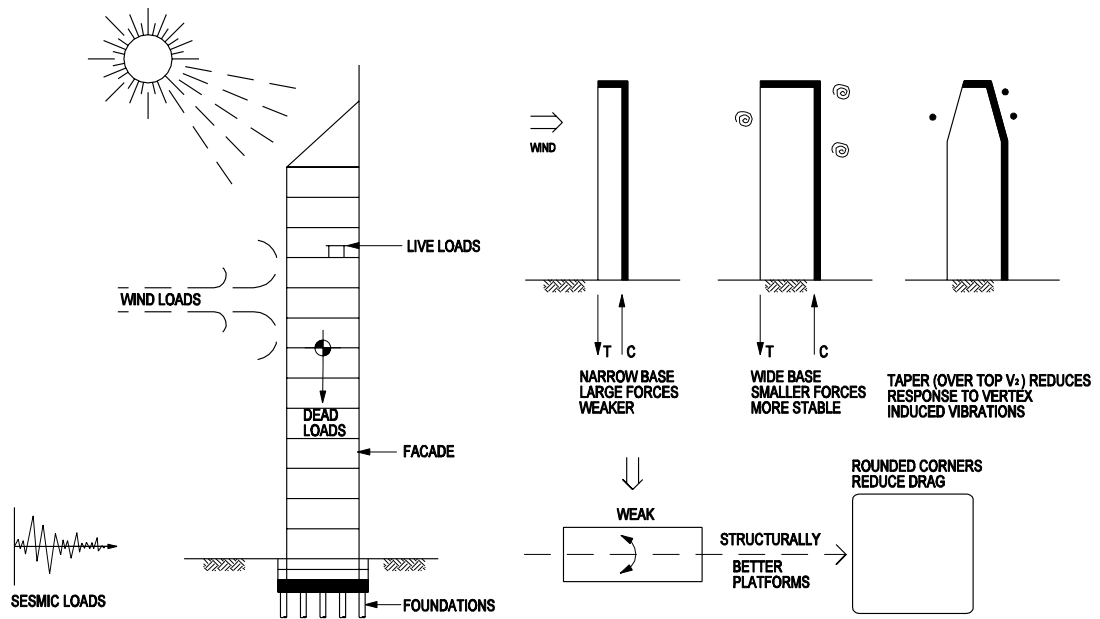 LIVE LOADS
WIND LOADS
DEAD
LOADS
FACADE
SESMIC LOADS
FOUNDATIONS
WIND
T C
NARROW BASE
LARGE FORCES
WEAKER
T C
WIDE BASE
SMALLER FORCES
MORE STABLE
TAPER (OVER TOP V₂) REDUCES
RESPONSE TO VERTEX
INDUCED VIBRATIONS
WEAK
STRUCTURALLY
BETTER
PLATFORMS
ROUNDED CORNERS
REDUCE DRAG